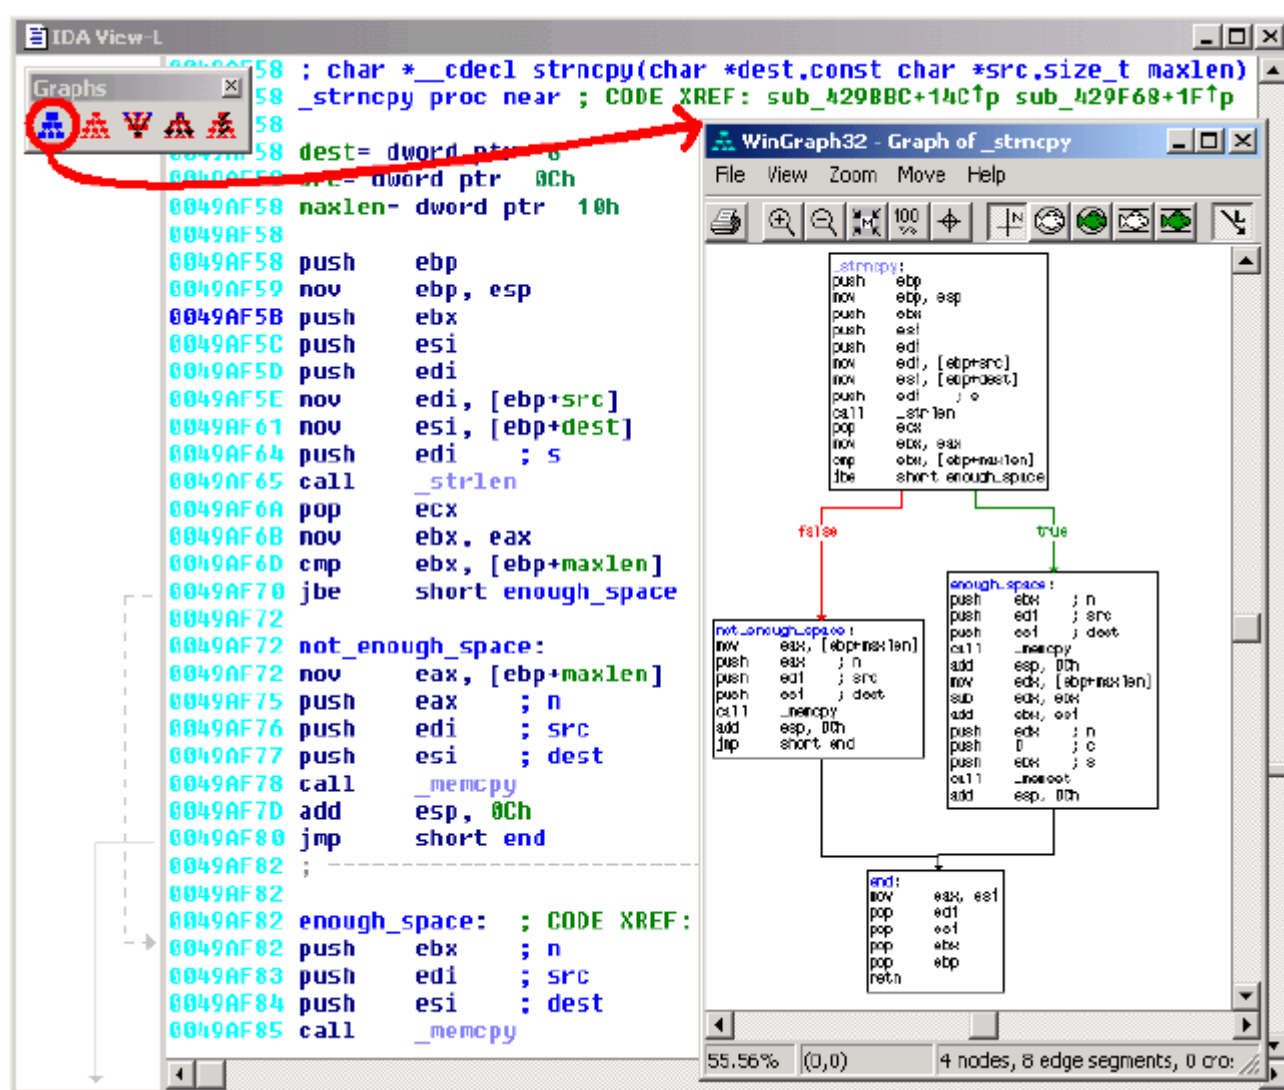 IDA View-L
Graphs
58 ; char *__cdecl strncpy(char *dest,const char *src,size_t maxlen)
58 _strncpy proc near ; CODE XREF: sub_429BBC+14C↑p sub_429F68+1F↑p
58
58 dest= dword ptr 8
dword ptr 0Ch
0049AF58 maxlen= dword ptr 10h
0049AF58
0049AF58 push ebp
0049AF59 mov ebp, esp
0049AF5B push ebx
0049AF5C push esi
0049AF5D push edi
0049AF5E mov edi, [ebp+src]
0049AF61 mov esi, [ebp+dest]
0049AF64 push edi ; s
0049AF65 call _strlen
0049AF6A pop ecx
0049AF6B mov ebx, eax
0049AF6D cmp ebx, [ebp+maxlen]
0049AF70 jbe short enough_space
0049AF72
0049AF72 not_enough_space:
0049AF72 mov eax, [ebp+maxlen]
0049AF75 push eax ; n
0049AF76 push edi ; src
0049AF77 push esi ; dest
0049AF78 call _memcpy
0049AF7D add esp, 0Ch
0049AF80 jmp short end
0049AF82 ; ----------------------------
0049AF82
0049AF82 enough_space: ; CODE XREF:
0049AF82 push ebx ; n
0049AF83 push edi ; src
0049AF84 push esi ; dest
0049AF85 call _memcpy
WinGraph32 - Graph of _strncpy
File View Zoom Move Help
100 %
N
_strncpy:
push ebp
mov ebp, esp
push ebx
push esi
push edi
mov edi, [ebp+src]
mov esi, [ebp+dest]
push edi ; s
call _strlen
pop ecx
mov ebx, eax
cmp ebx, [ebp+maxlen]
jbe short enough_space
false
true
not_enough_space:
mov eax, [ebp+maxlen]
push eax ; n
push edi ; src
push esi ; dest
call _memcpy
add esp, 0Ch
jmp short end
enough_space:
push ebx ; n
push edi ; src
push esi ; dest
call _memcpy
add esp, 0Ch
mov edx, [ebp+maxlen]
sub edx, ebx
add ebx, esi
push edx ; n
push 0 ; c
push ebx ; s
call _memset
add esp, 0Ch
end:
mov eax, esi
pop edi
pop esi
pop ebx
pop ebp
retn
55.56% (0,0) 4 nodes, 8 edge segments, 0 cro: